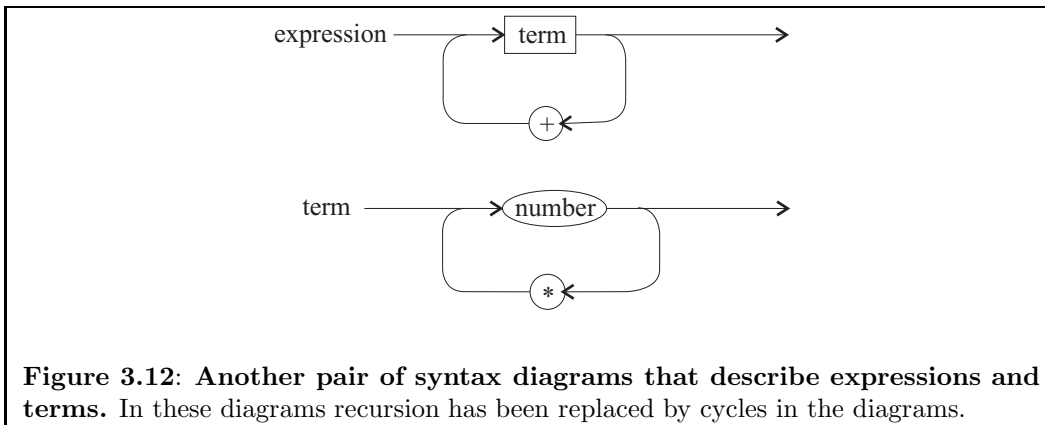 expression term
+
term number
*
Figure 3.12: Another pair of syntax diagrams that describe expressions and
terms. In these diagrams recursion has been replaced by cycles in the diagrams.